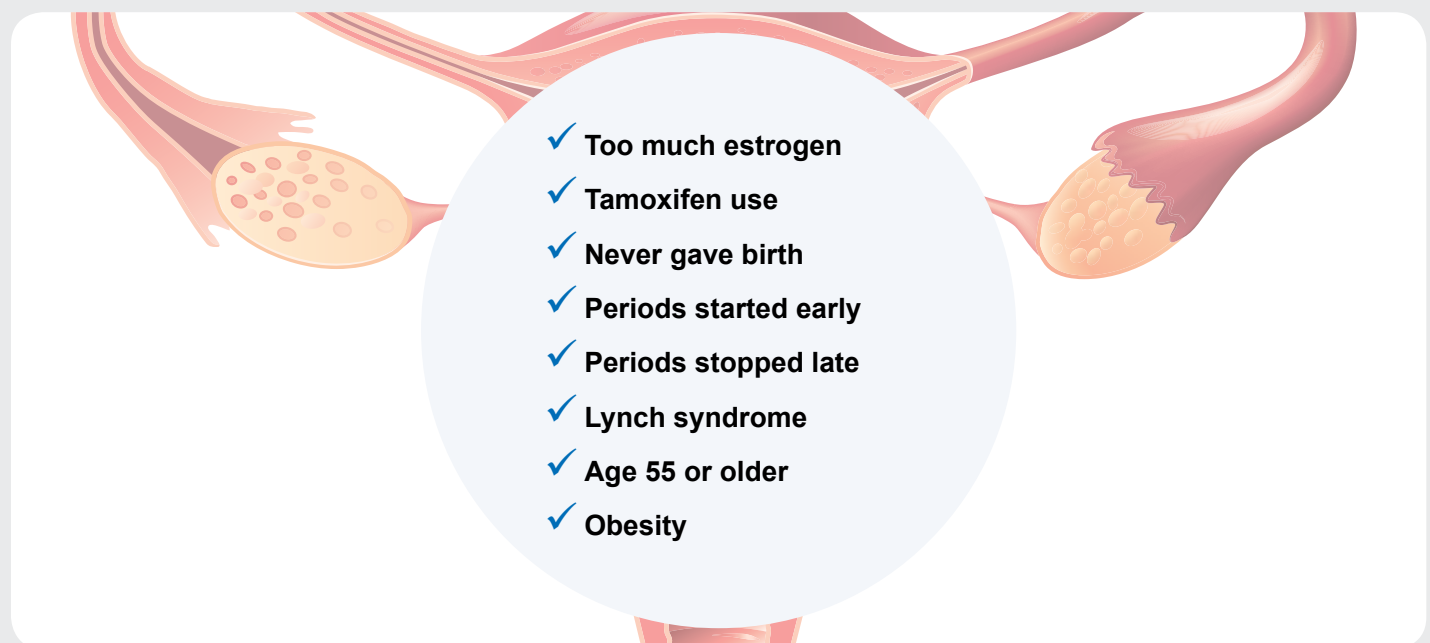 ✓ Too much estrogen
✓ Tamoxifen use
✓ Never gave birth
✓ Periods started early
✓ Periods stopped late
✓ Lynch syndrome
✓ Age 55 or older
✓ Obesity